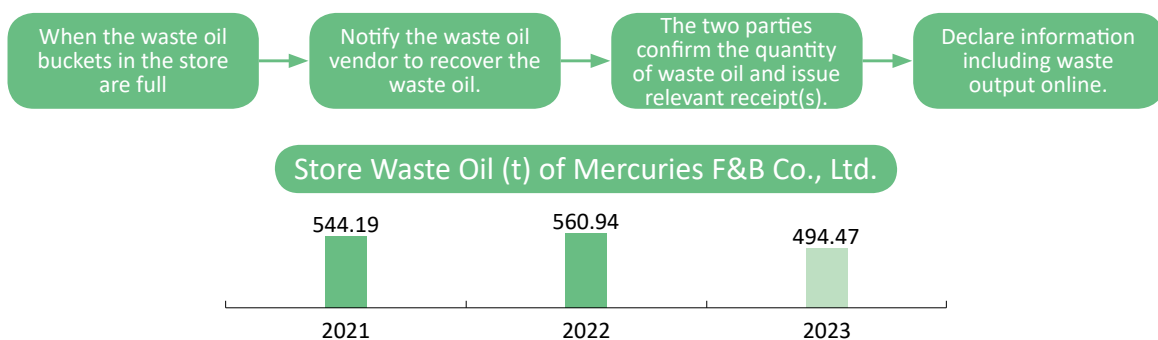 When the waste oil
buckets in the store
are full
Notify the waste oil
vendor to recover the
waste oil.
The two parties
confirm the quantity
of waste oil and issue
relevant receipt(s).
Declare information
including waste
output online.
Store Waste Oil (t) of Mercuries F&B Co., Ltd.
544.19
560.94
494.47
2021
2022
2023